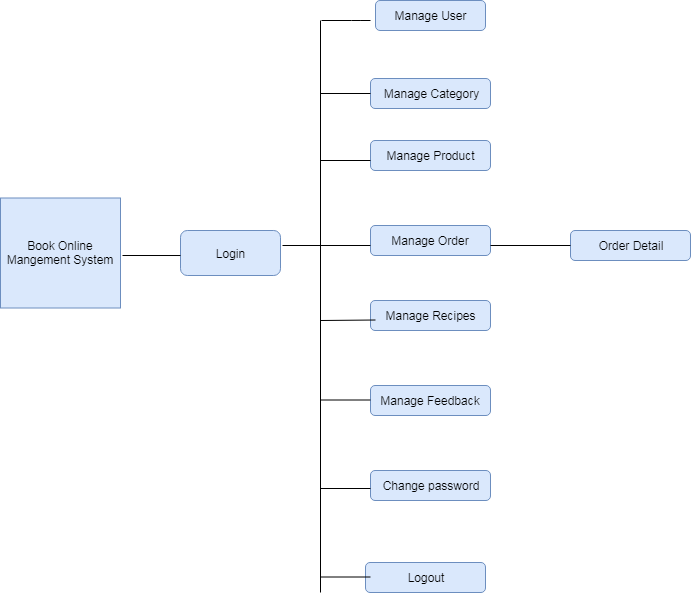 Manage User
Manage Category
Manage Product
Book Online
Mangement System
Login
Manage Order
Order Detail
Manage Recipes
Manage Feedback
Change password
Logout